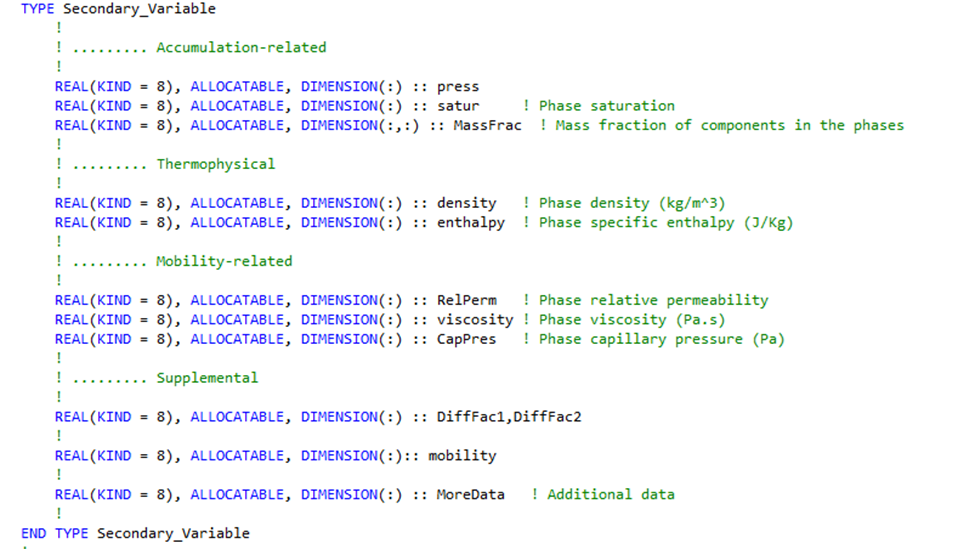 TYPE Secondary_Variable
!
! ......... Accumulation-related
!
REAL(KIND = 8), ALLOCATABLE, DIMENSION(:) :: press
REAL(KIND = 8), ALLOCATABLE, DIMENSION(:) :: satur ! Phase saturation
REAL(KIND = 8), ALLOCATABLE, DIMENSION(:,:) :: MassFrac ! Mass fraction of components in the phases
!
! ......... Thermophysical
!
REAL(KIND = 8), ALLOCATABLE, DIMENSION(:) :: density ! Phase density (kg/m^3)
REAL(KIND = 8), ALLOCATABLE, DIMENSION(:) :: enthalpy ! Phase specific enthalpy (J/Kg)
!
! ......... Mobility-related
!
REAL(KIND = 8), ALLOCATABLE, DIMENSION(:) :: RelPerm ! Phase relative permeability
REAL(KIND = 8), ALLOCATABLE, DIMENSION(:) :: viscosity ! Phase viscosity (Pa.s)
REAL(KIND = 8), ALLOCATABLE, DIMENSION(:) :: CapPres ! Phase capillary pressure (Pa)
!
! ......... Supplemental
!
REAL(KIND = 8), ALLOCATABLE, DIMENSION(:) :: DiffFac1,DiffFac2
!
REAL(KIND = 8), ALLOCATABLE, DIMENSION(:):: mobility
!
REAL(KIND = 8), ALLOCATABLE, DIMENSION(:) :: MoreData ! Additional data
!
END TYPE Secondary_Variable